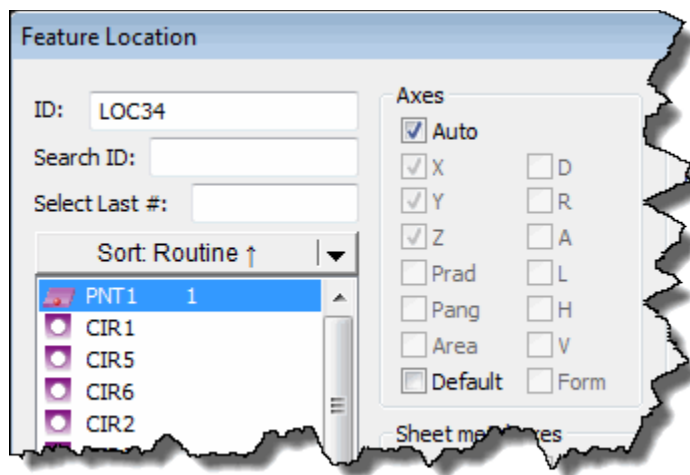 Feature Location
ID: LOC34
Search ID:
Select Last #:
Sort: Routine ↑
PNT1 1
CIR1
CIR5
CIR6
CIR2
Axes
Auto
X D
Y R
Z A
Prad L
Pang H
Area V
Default Form